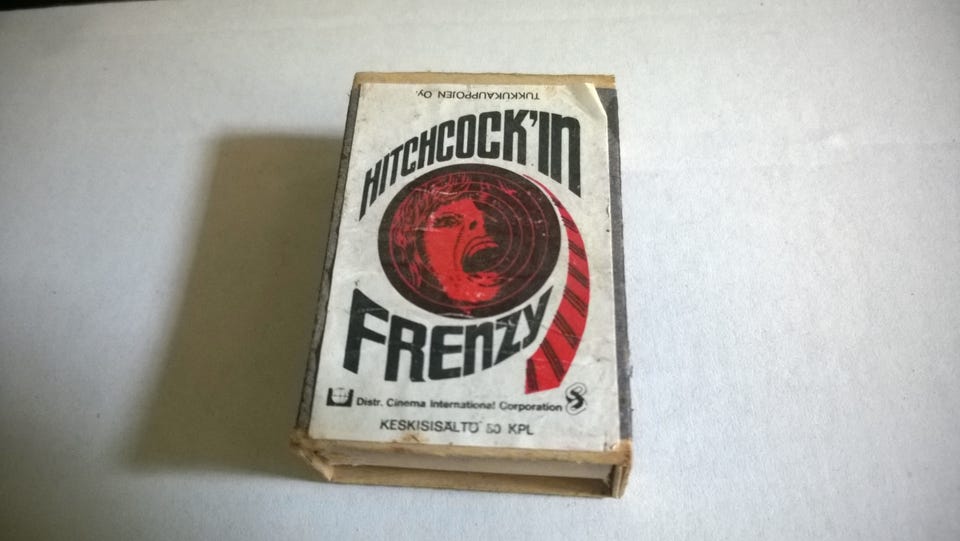 TUKKUKAUPPOJEN OY.
HITCHCOCK'IN
FRENZY
Distr. Cinema International Corporation
KESKISISÄLTÖ 50 KPL